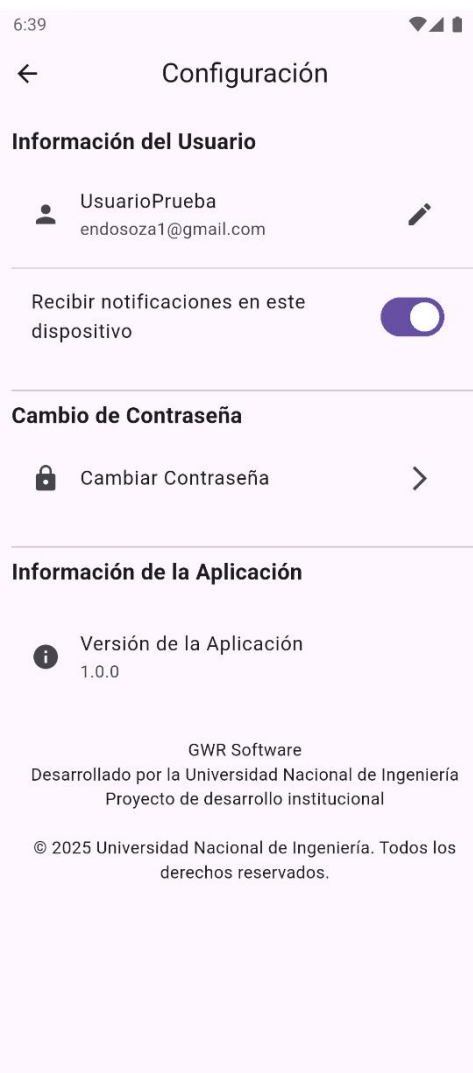 6:39
Configuración
Información del Usuario
UsuarioPrueba
endosoza1@gmail.com
Recibir notificaciones en este
dispositivo
Cambio de Contraseña
Cambiar Contraseña
Información de la Aplicación
Versión de la Aplicación
1.0.0
GWR Software
Desarrollado por la Universidad Nacional de Ingeniería
Proyecto de desarrollo institucional
© 2025 Universidad Nacional de Ingeniería. Todos los
derechos reservados.